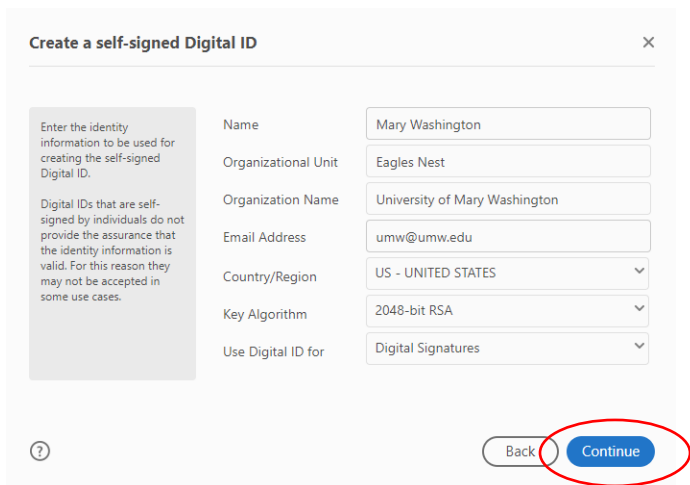 Create a self-signed Digital ID
Enter the identity
information to be used for
creating the self-signed
Digital ID.
Digital IDs that are self-
signed by individuals do not
provide the assurance that
the identity information is
valid. For this reason they
may not be accepted in
some use cases.
Name Mary Washington
Organizational Unit Eagles Nest
Organization Name University of Mary Washington
Email Address umw@umw.edu
Country/Region US - UNITED STATES
Key Algorithm 2048-bit RSA
Use Digital ID for Digital Signatures
? Back Continue